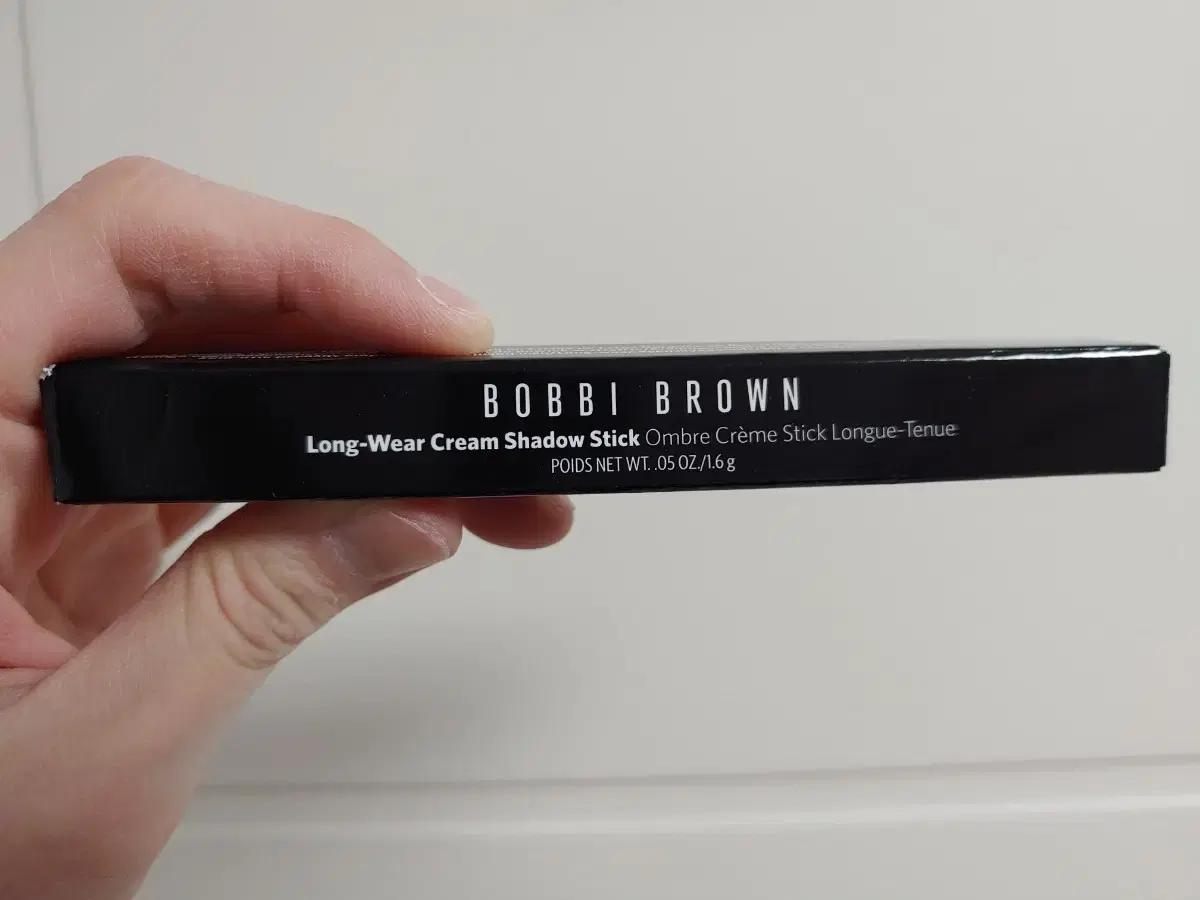 BOBBI BROWN
Long-Wear Cream Shadow Stick Ombre Crème Stick Longue-Tenue
POIDS NET WT. .05 OZ./1.6 g